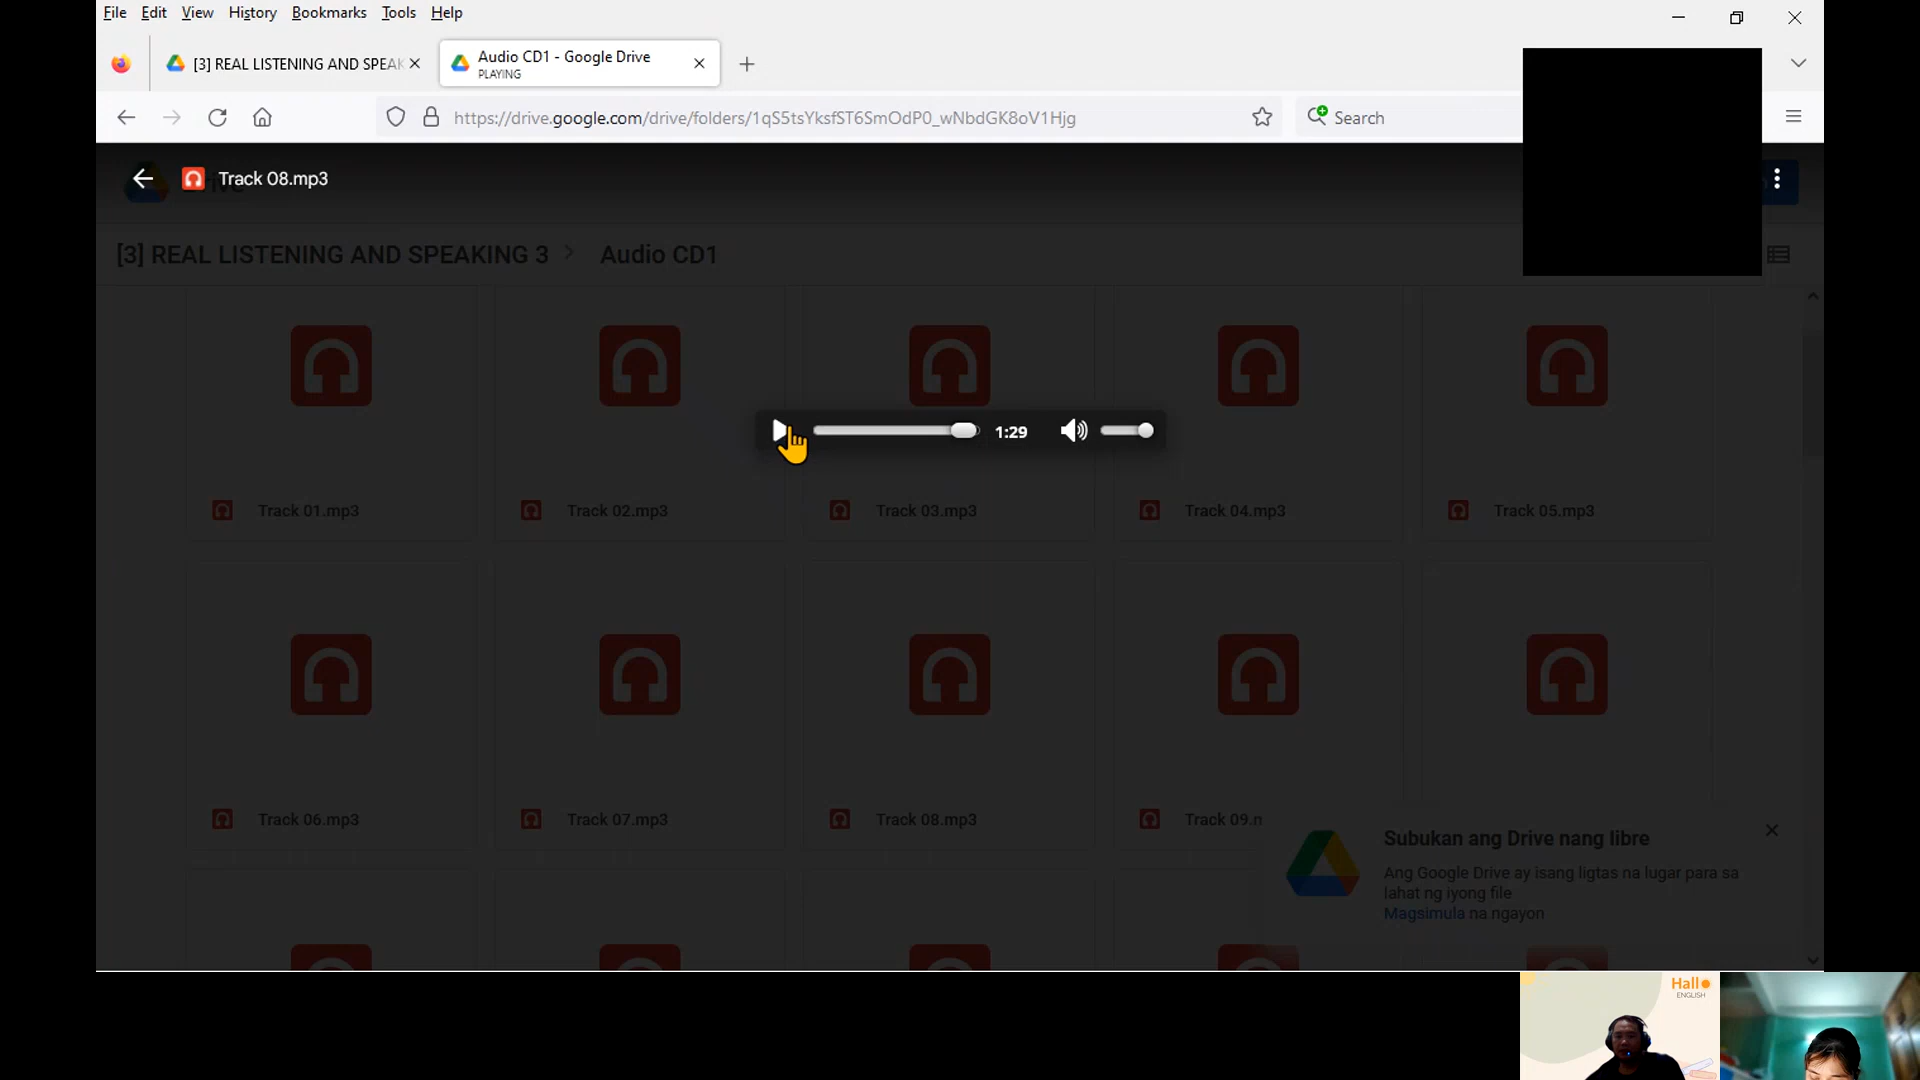 File Edit View History Bookmarks Tools Help
[3] REAL LISTENING AND SPEAK
Audio CD1 - Google Drive
PLAYING
https://drive.google.com/drive/folders/1qS5tsYksfST6SmOdP0_wNbdGK8oV1Hjg
Search
Track 08.mp3
[3] REAL LISTENING AND SPEAKING 3 > Audio CD1
1:29
Track 01.mp3
Track 02.mp3
Track 03.mp3
Track 04.mp3
Track 05.mp3
Track 06.mp3
Track 07.mp3
Track 08.mp3
Track 09.m
Subukan ang Drive nang libre
Ang Google Drive ay isang ligtas na lugar para sa
lahat ng iyong file
Magsimula na ngayon
Hallo
ENGLISH